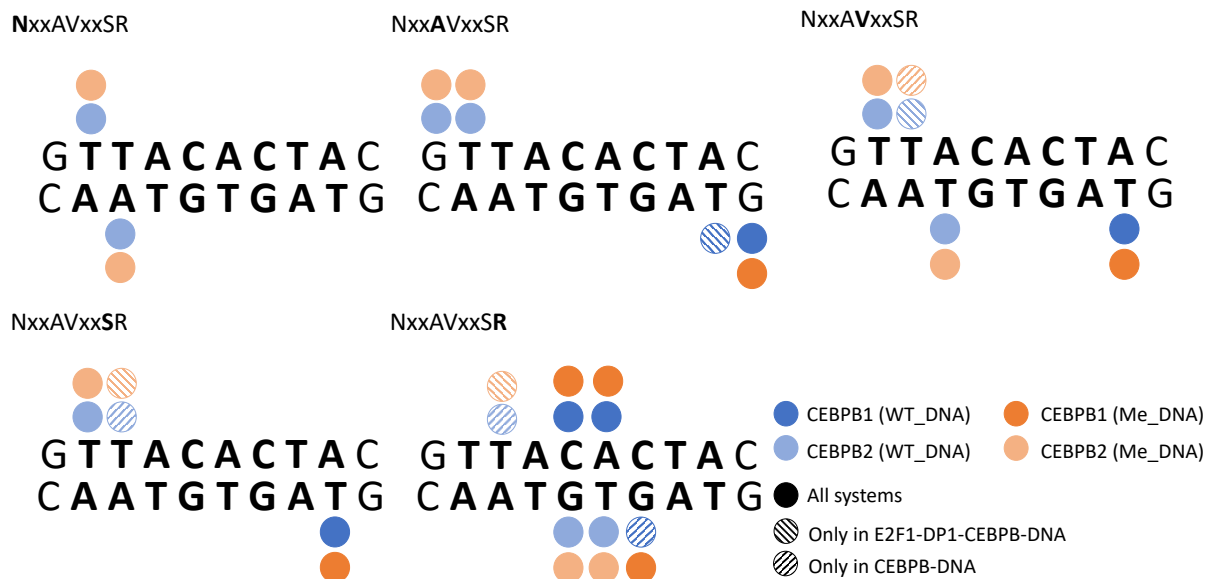 NxxAVxxSR
GTTACACTAC
CAATGTGATG
NxxAVxxSR
GTTACACTAC
CAATGTGATG
NxxAVxxSR
GTTACACTAC
CAATGTGATG
NxxAVxxSR
GTTACACTAC
CAATGTGATG
NxxAVxxSR
GTTACACTAC
CAATGTGATG
CEBPB1 (WT_DNA)
CEBPB1 (Me_DNA)
CEBPB2 (WT_DNA)
CEBPB2 (Me_DNA)
All systems
Only in E2F1-DP1-CEBPB-DNA
Only in CEBPB-DNA